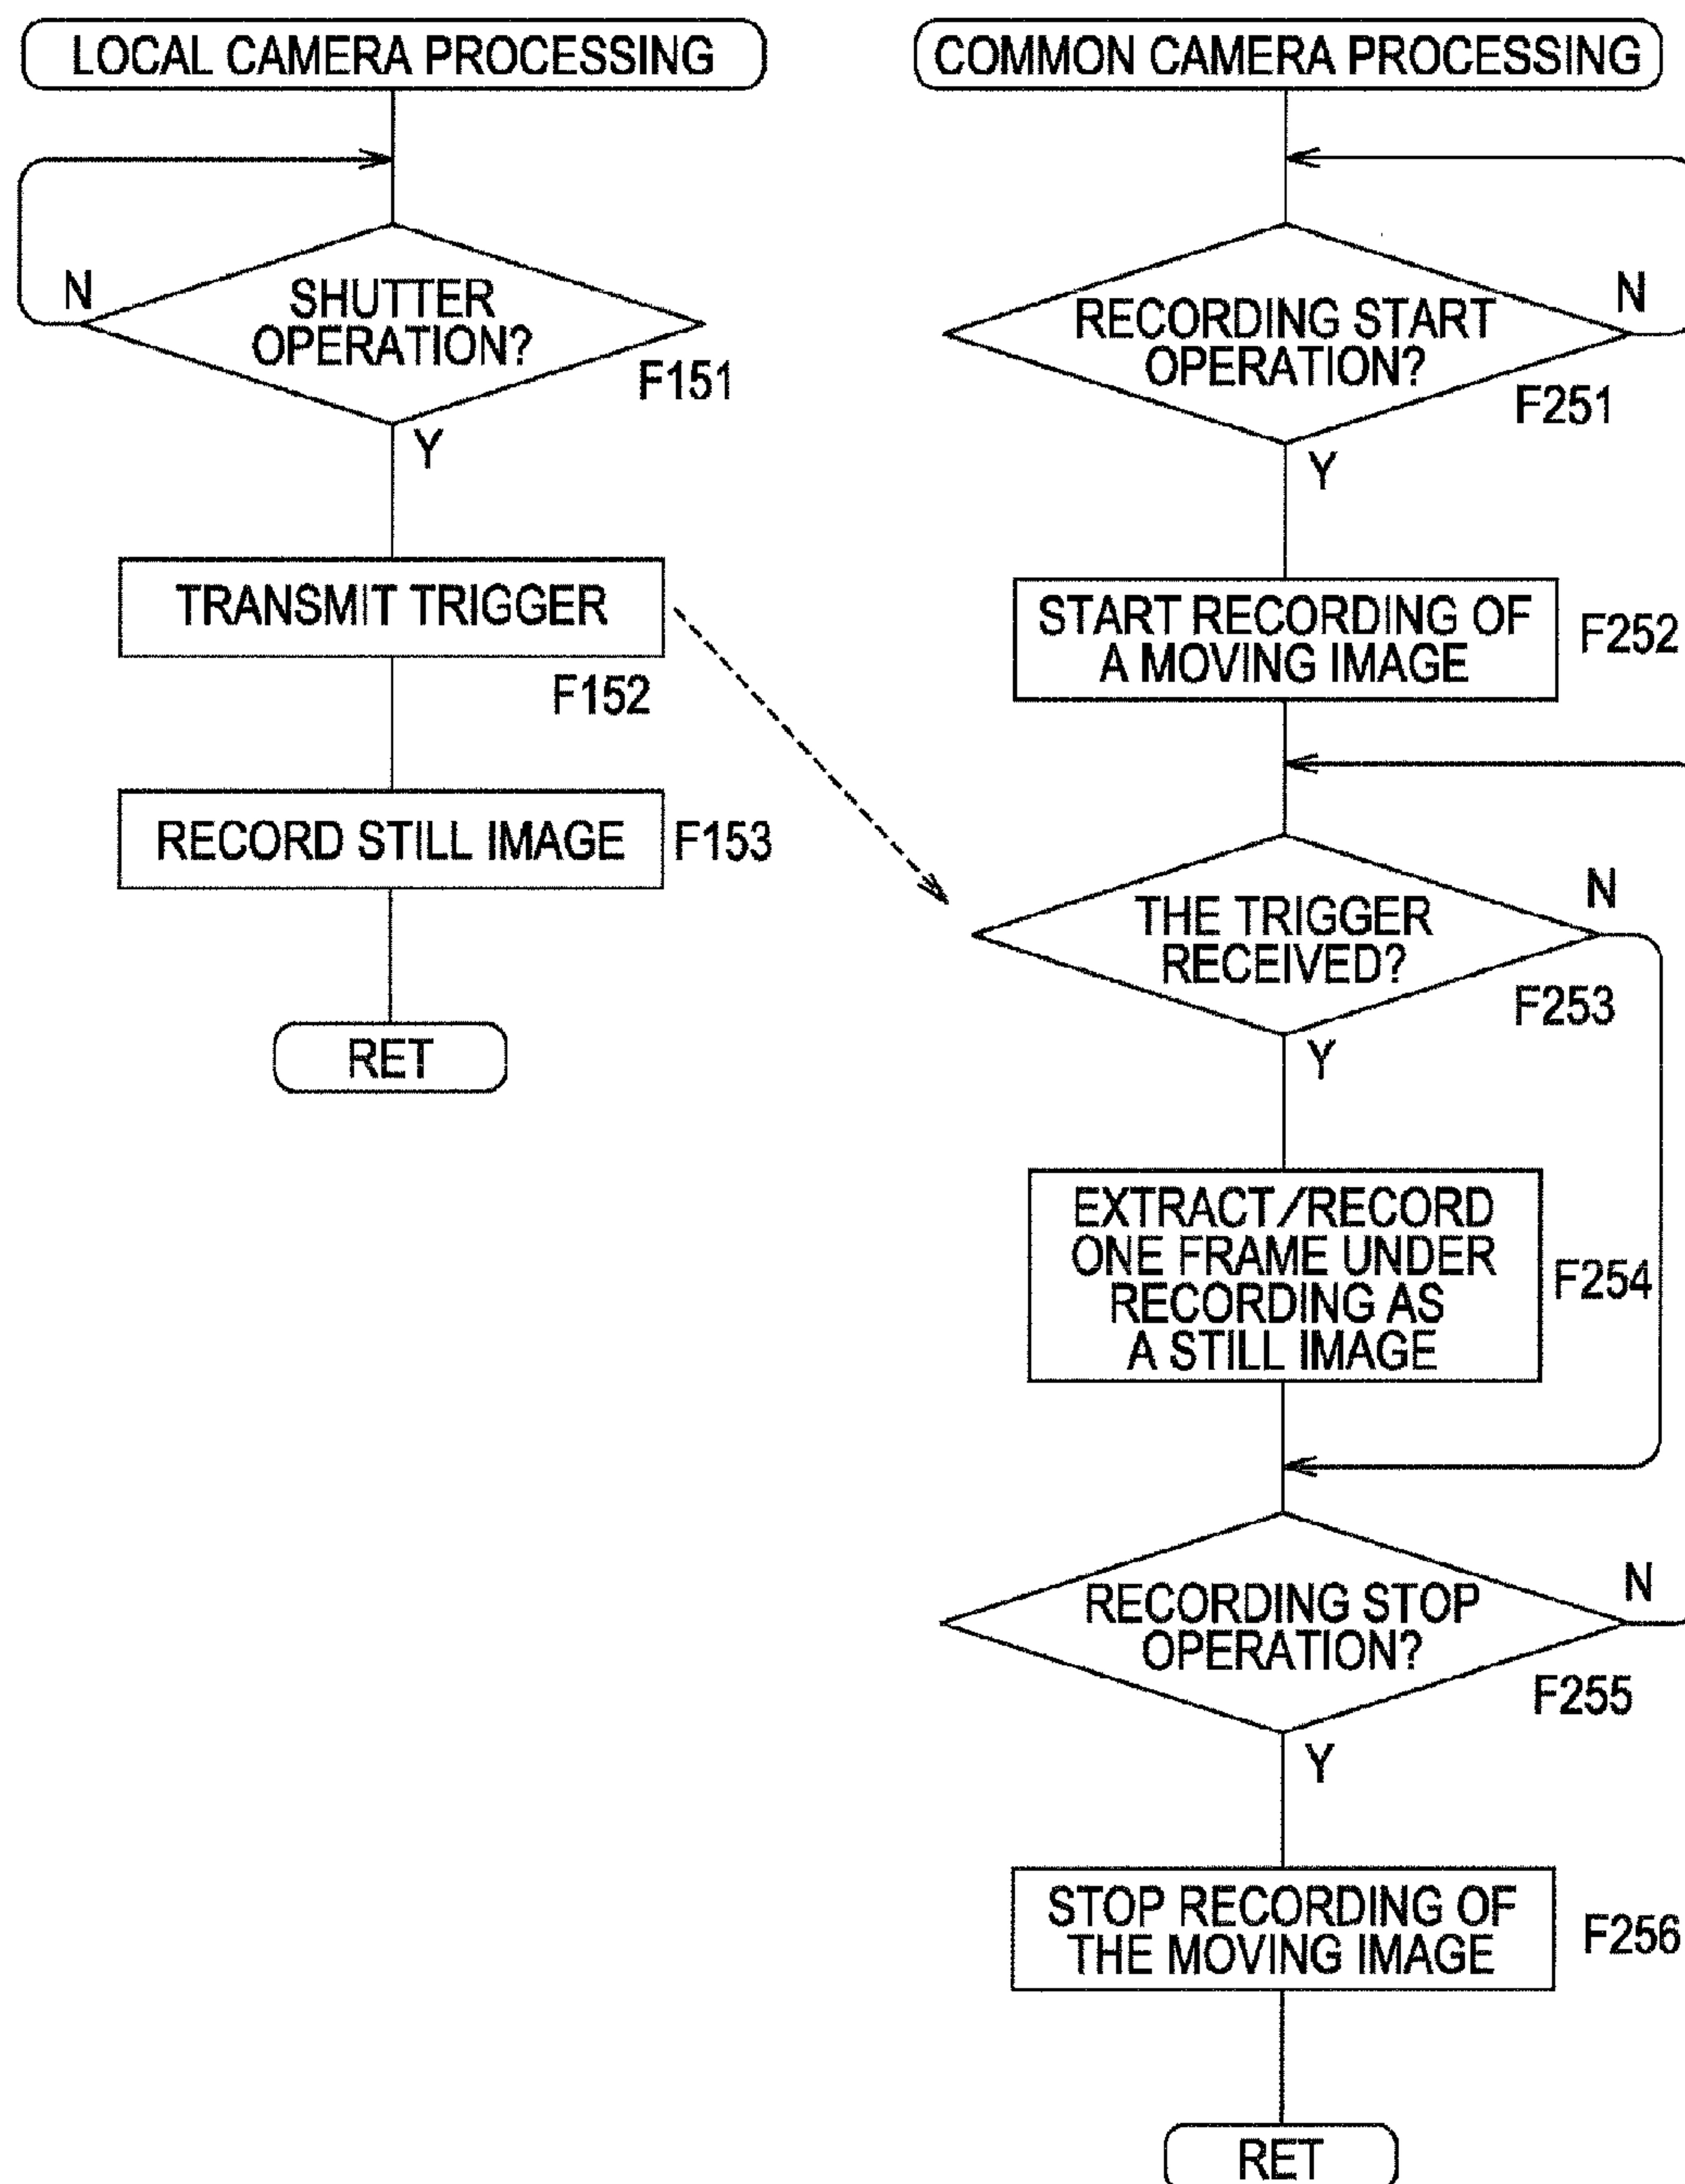 LOCAL CAMERA PROCESSING
N
SHUTTER
OPERATION?
F151
Y
TRANSMIT TRIGGER
F152
RECORD STILL IMAGE
F153
RET
COMMON CAMERA PROCESSING
N
RECORDING START
OPERATION?
F251
Y
START RECORDING OF
A MOVING IMAGE
F252
N
THE TRIGGER
RECEIVED?
F253
Y
EXTRACT/RECORD
ONE FRAME UNDER
RECORDING AS
A STILL IMAGE
F254
N
RECORDING STOP
OPERATION?
F255
Y
STOP RECORDING OF
THE MOVING IMAGE
F256
RET